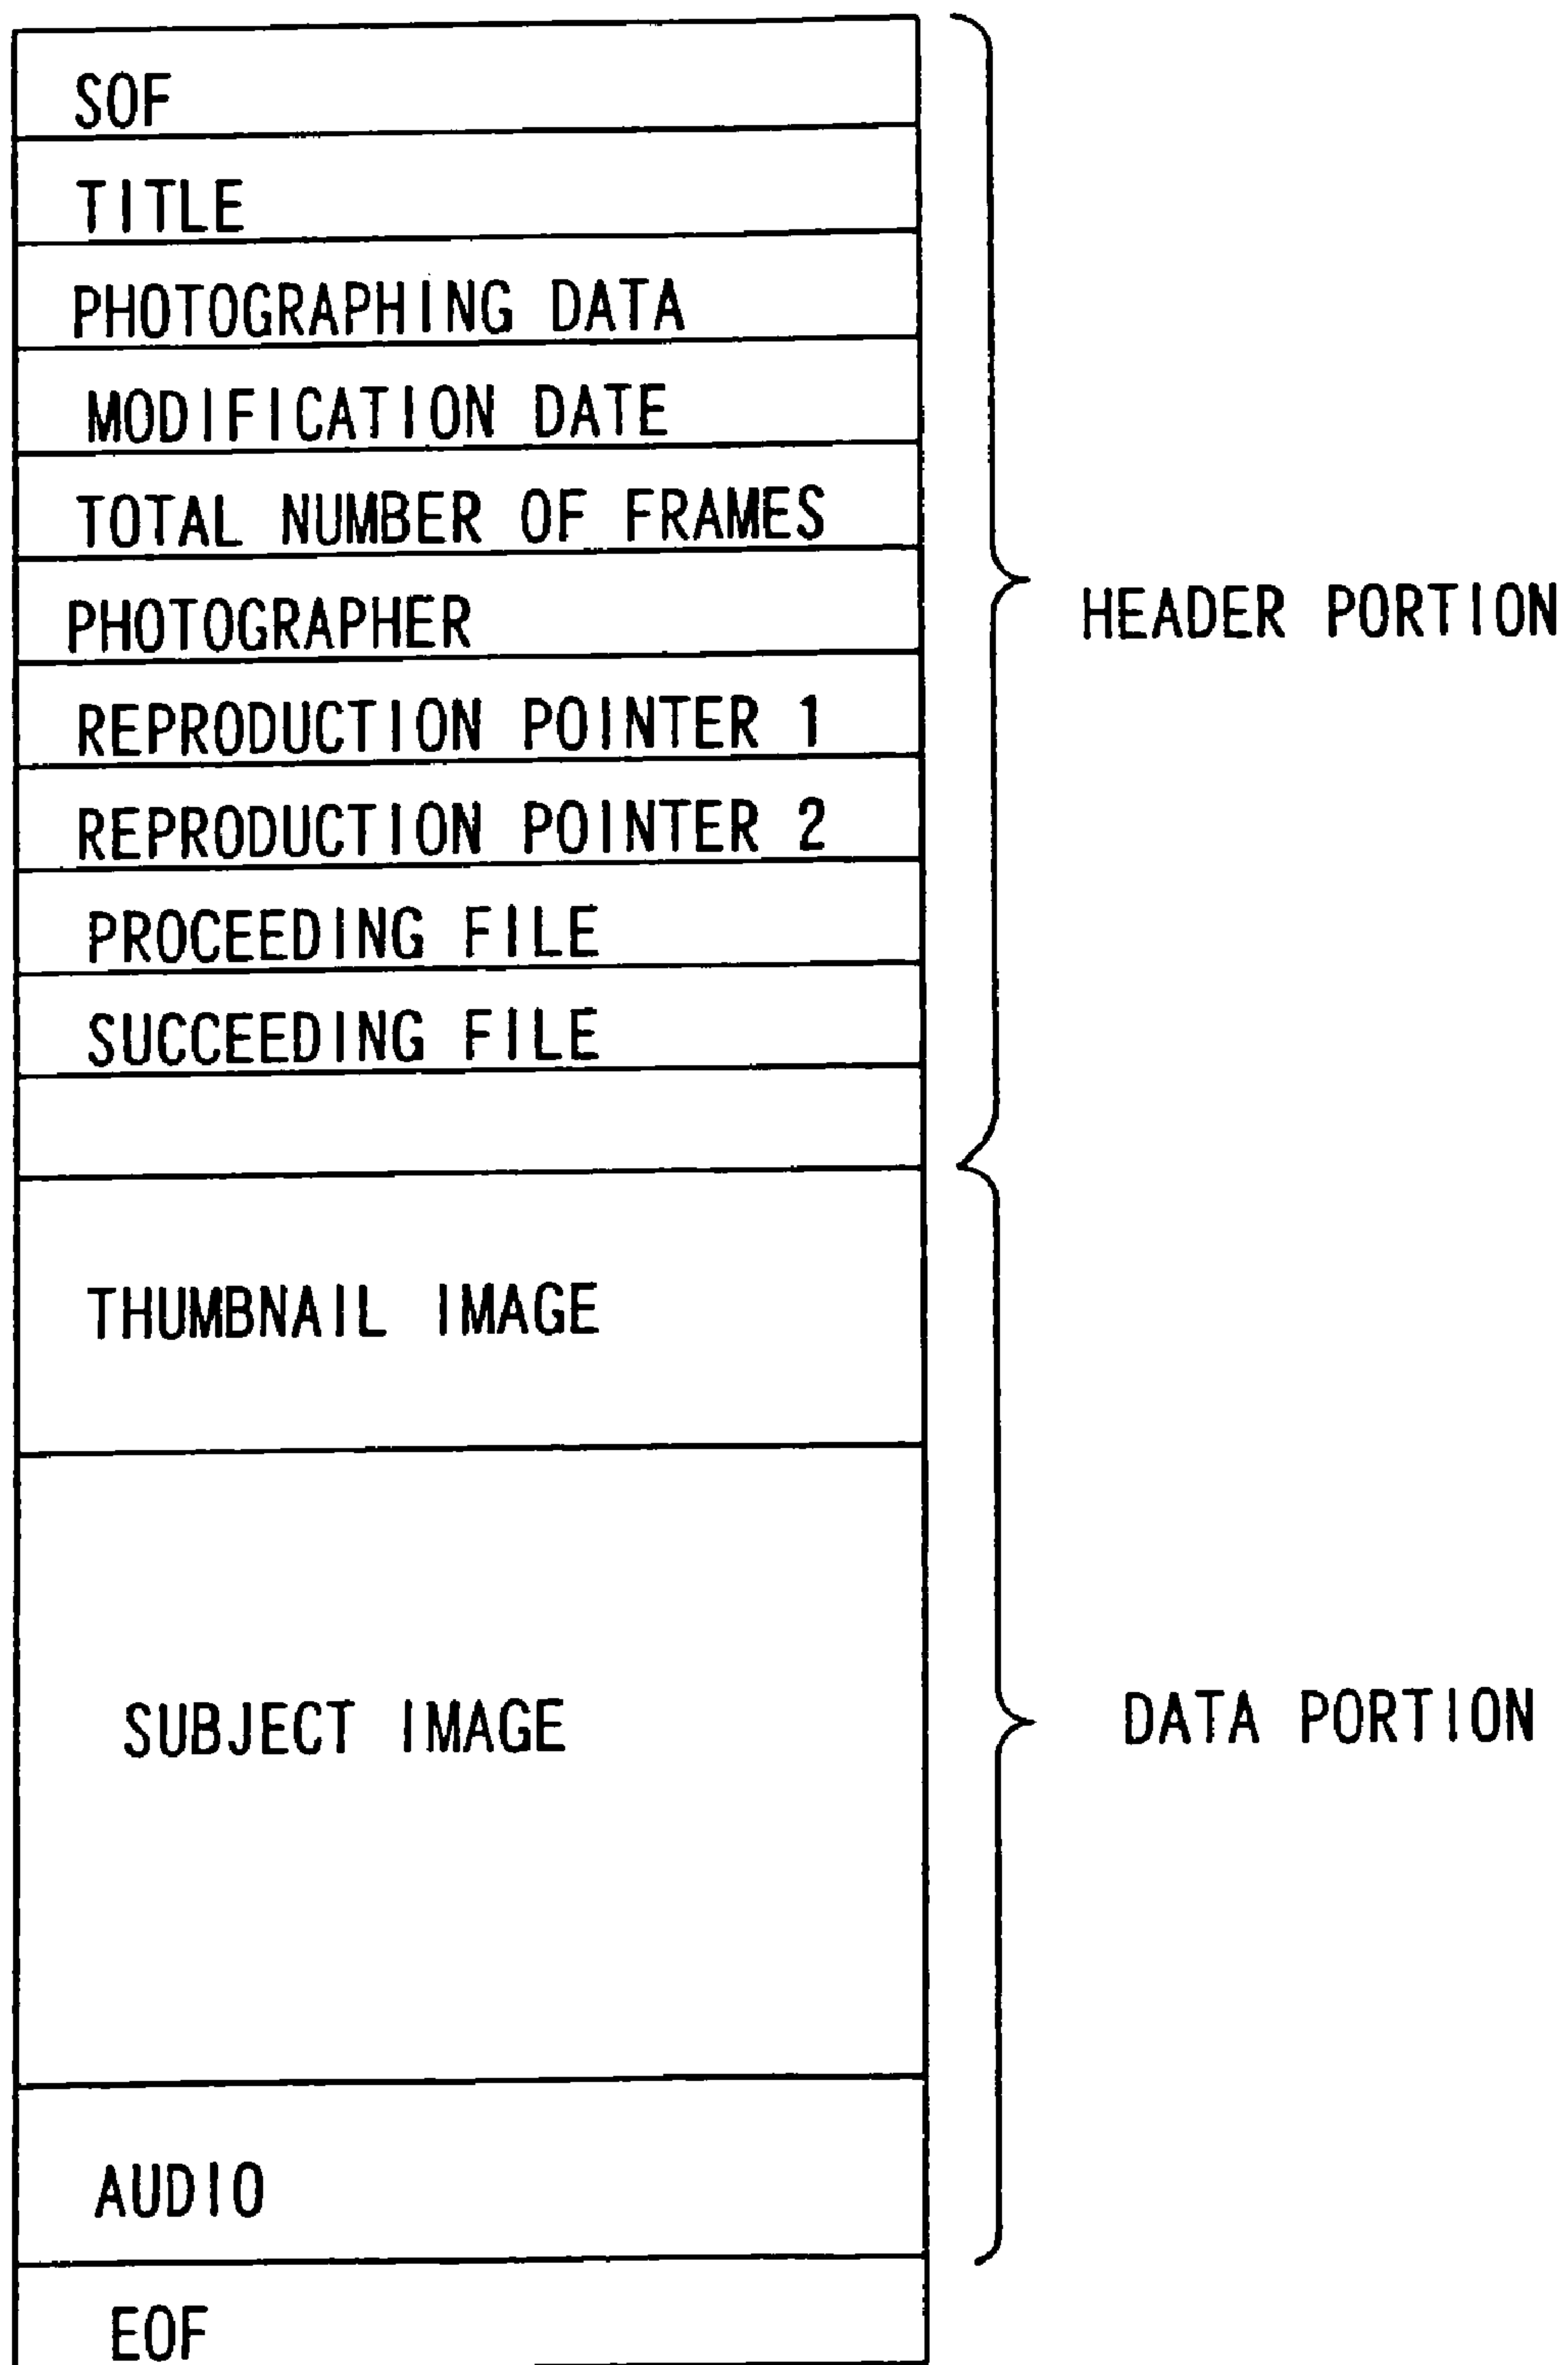 SOF
TITLE
PHOTOGRAPHING DATA
MODIFICATION DATE
TOTAL NUMBER OF FRAMES
PHOTOGRAPHER
HEADER PORTION
REPRODUCTION POINTER 1
REPRODUCTION POINTER 2
PROCEEDING FILE
SUCCEEDING FILE
THUMBNAIL IMAGE
SUBJECT IMAGE
DATA PORTION
AUDIO
EOF